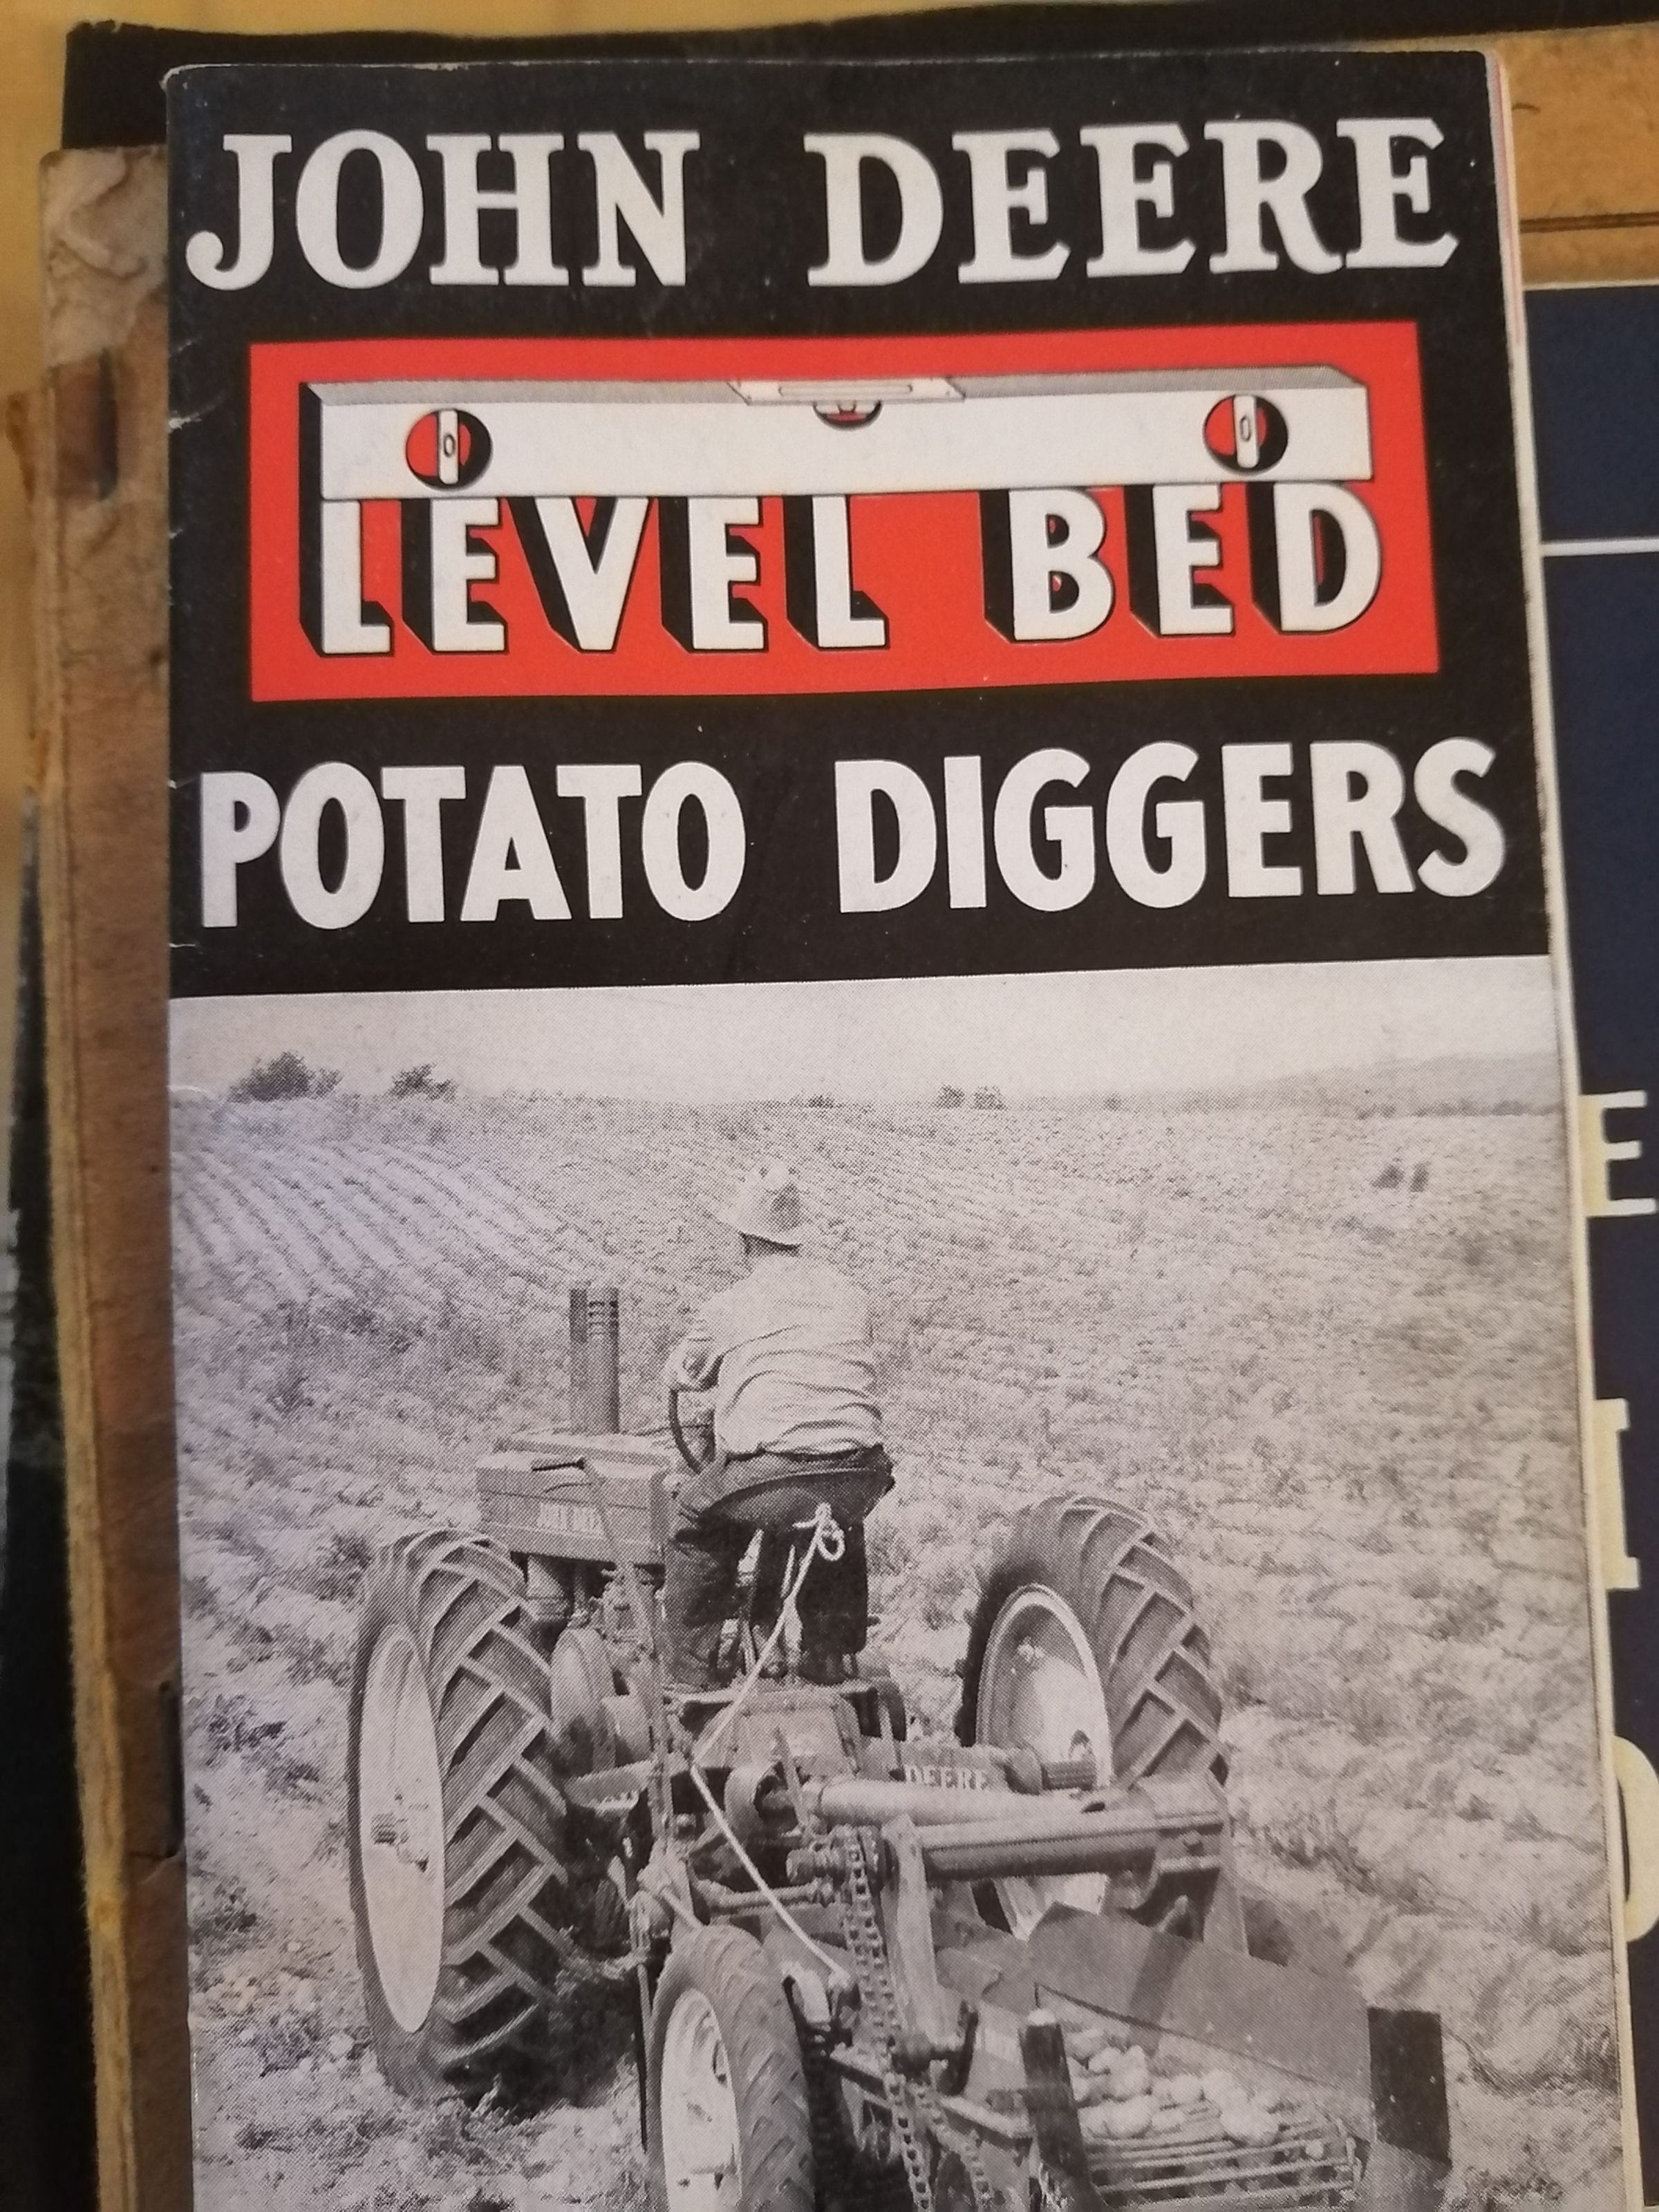 JOHN DEERE
LEVEL BED
POTATO DIGGERS
DEERE
E
I